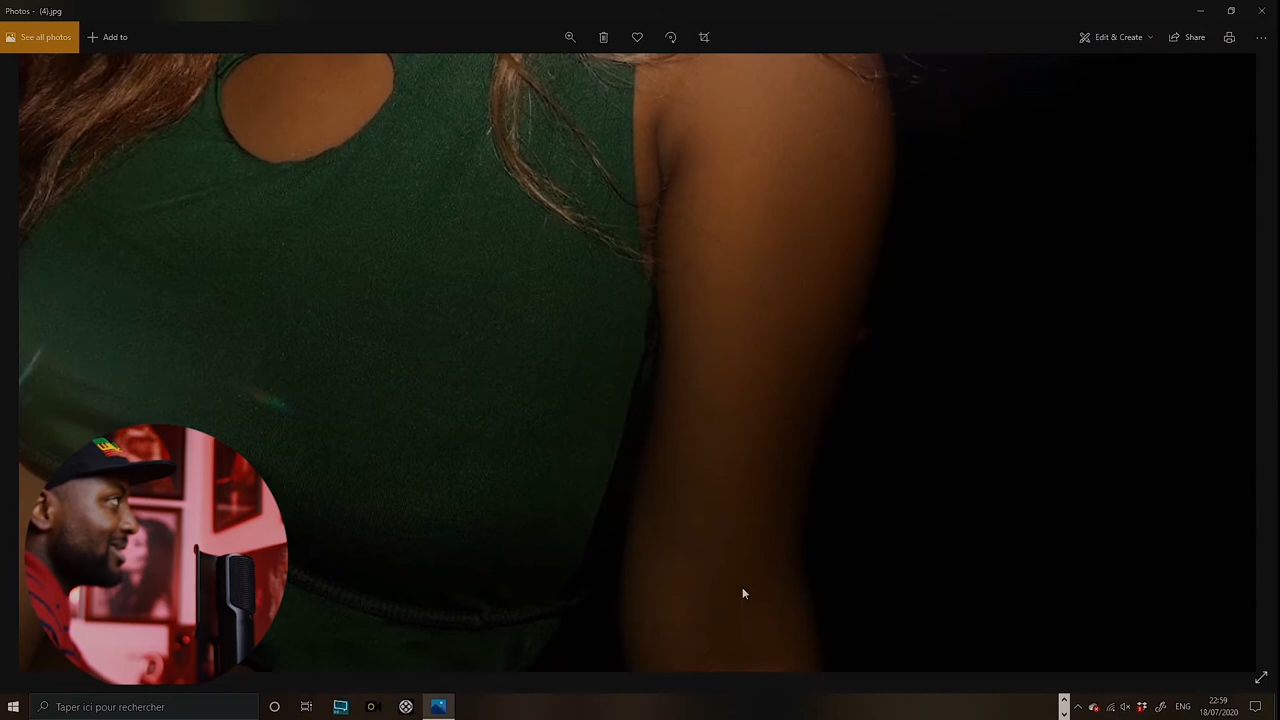 Photos - (4).jpg
See all photos
Add to
Edit & Create
Share
Taper ici pour rechercher
ENG
22:59
18/07/2020